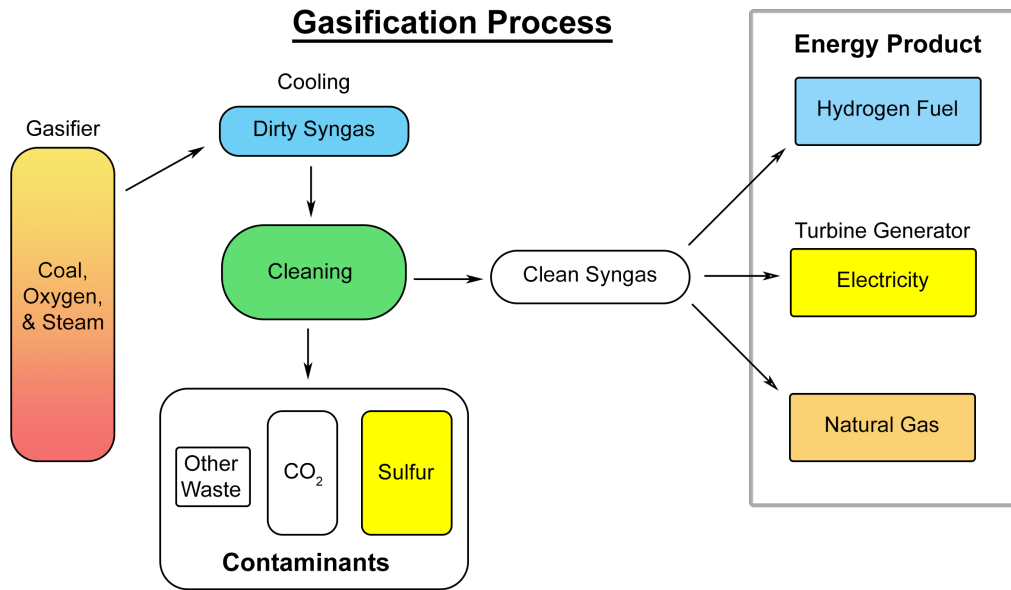 Gasification Process
Gasifier
Coal,
Oxygen,
& Steam
Cooling
Dirty Syngas
Cleaning
Clean Syngas
Other
Waste
CO₂
Sulfur
Contaminants
Energy Product
Hydrogen Fuel
Turbine Generator
Electricity
Natural Gas